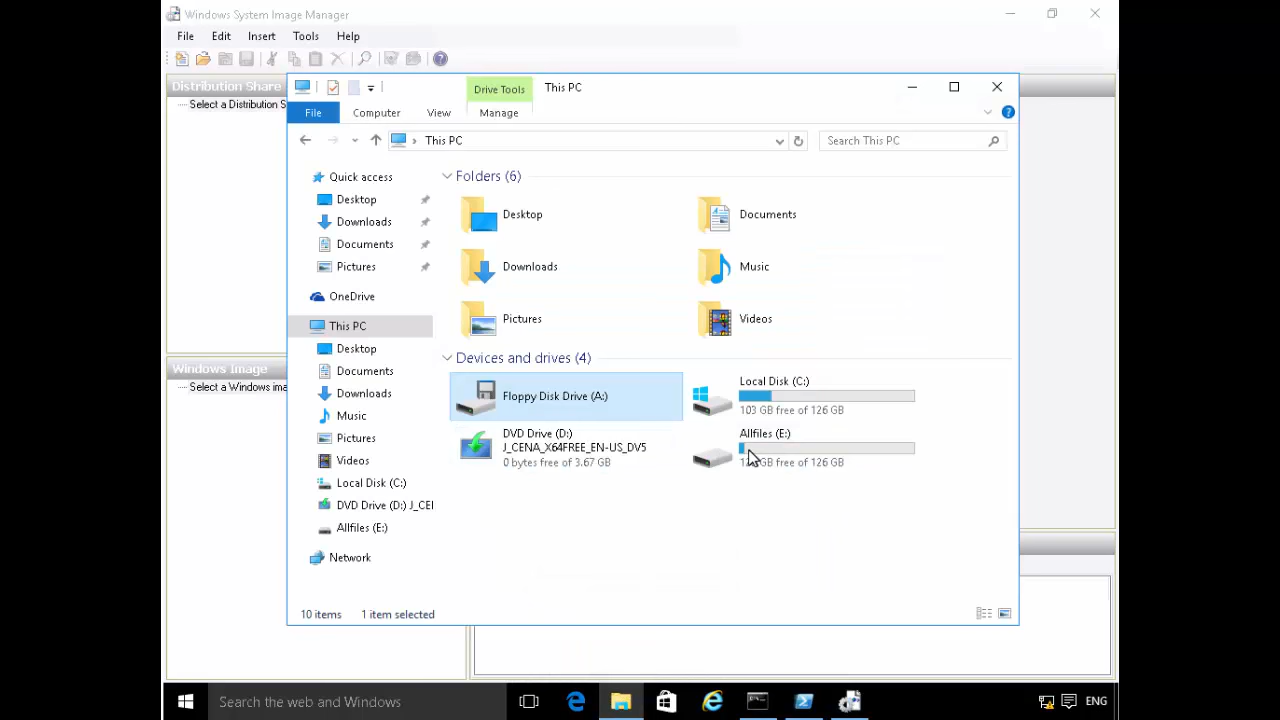 Windows System Image Manager
File Edit Insert Tools Help
Distribution Share
Select a Distribution S
Windows Image
Select a Windows ima
Drive Tools
This PC
File Computer View Manage
This PC
Search This PC
Quick access
Desktop
Downloads
Documents
Pictures
OneDrive
This PC
Desktop
Documents
Downloads
Music
Pictures
Videos
Local Disk (C:)
DVD Drive (D:) J_CEI
Allfiles (E:)
Network
Folders (6)
Desktop
Documents
Downloads
Music
Pictures
Videos
Devices and drives (4)
Floppy Disk Drive (A:)
Local Disk (C:)
103 GB free of 126 GB
DVD Drive (D:)
J_CENA_X64FREE_EN-US_DV5
0 bytes free of 3.67 GB
Allfiles (E:)
GB free of 126 GB
10 items 1 item selected
Search the web and Windows
ENG